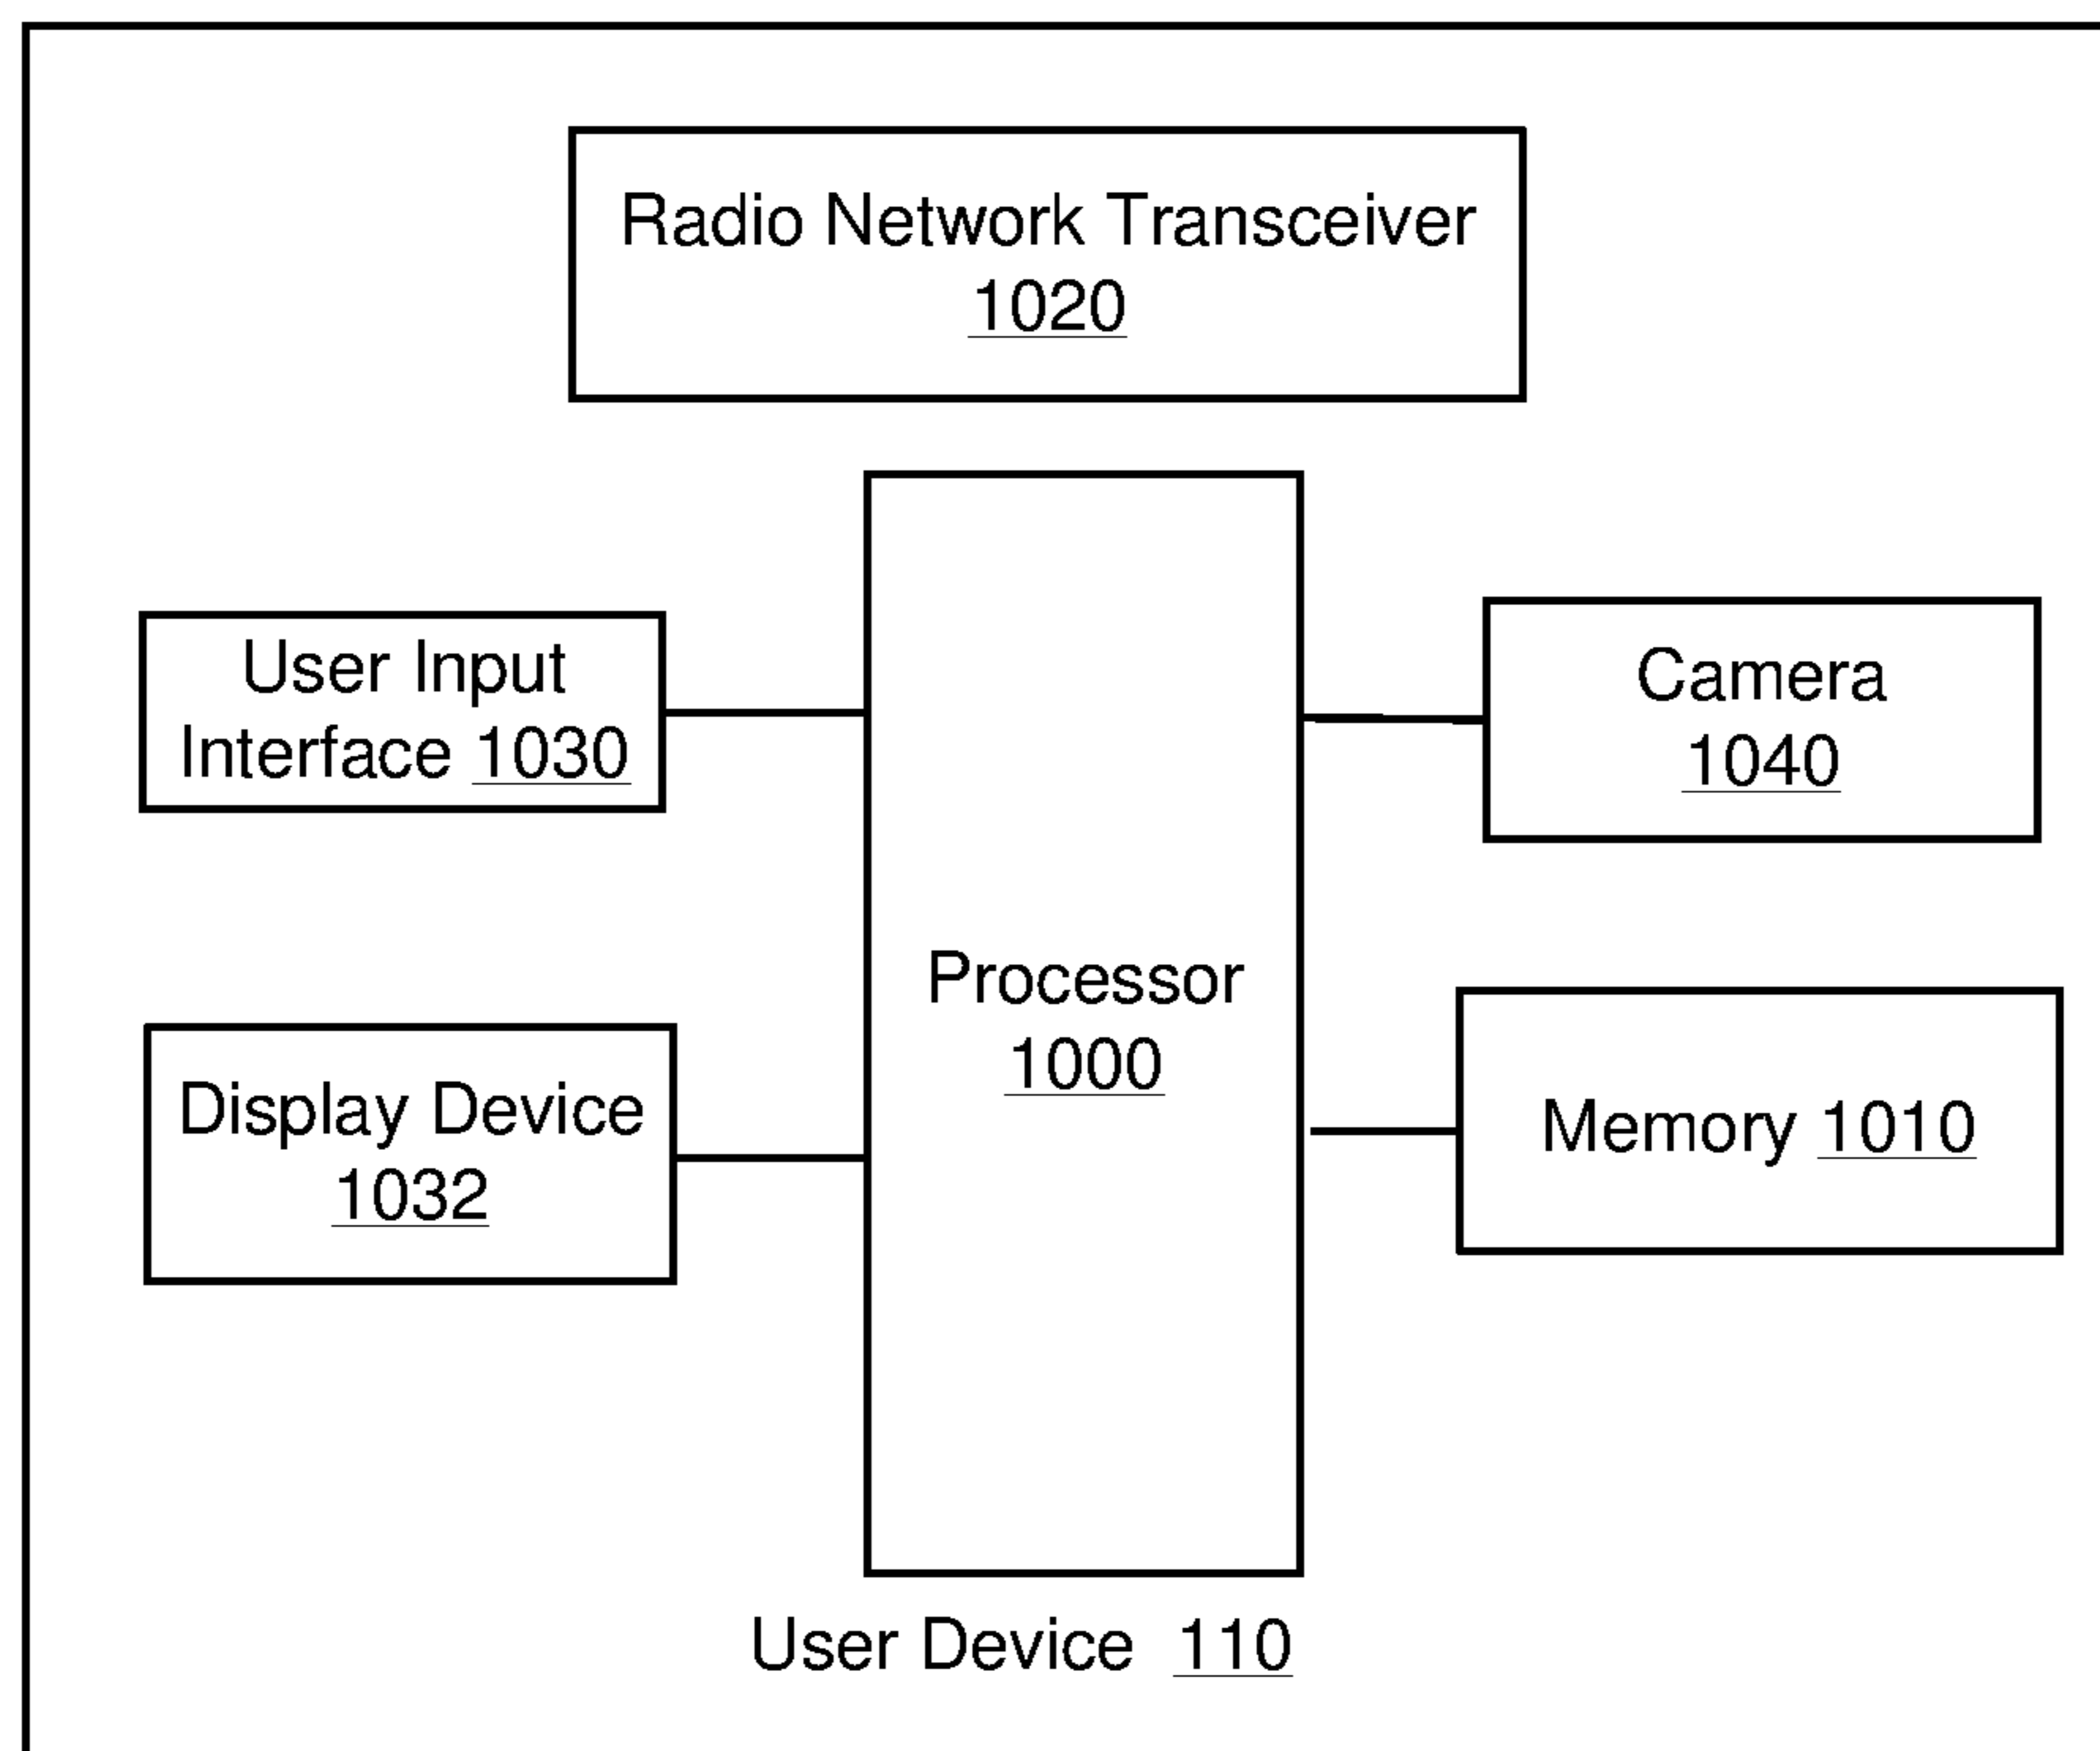 Radio Network Transceiver
1020
User Input
Interface 1030
Camera
1040
Processor
1000
Display Device
1032
Memory 1010
User Device 110